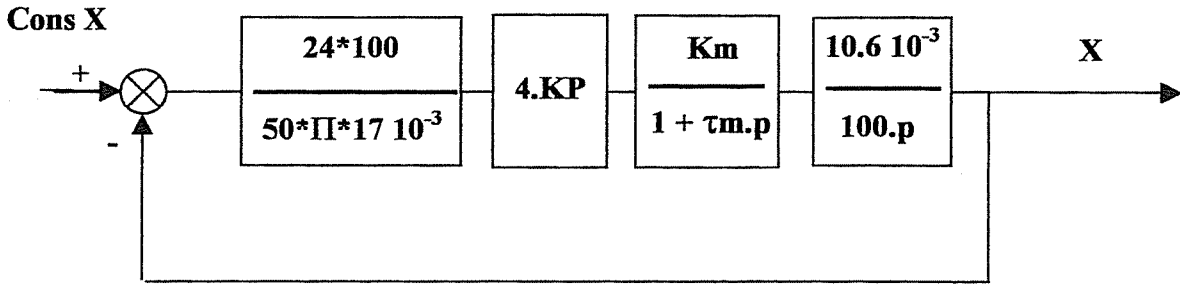 Cons X
+
-
24*100
50*Π*17 10⁻³
4.KP
Km
1 + τm.p
10.6 10⁻³
100.p
X